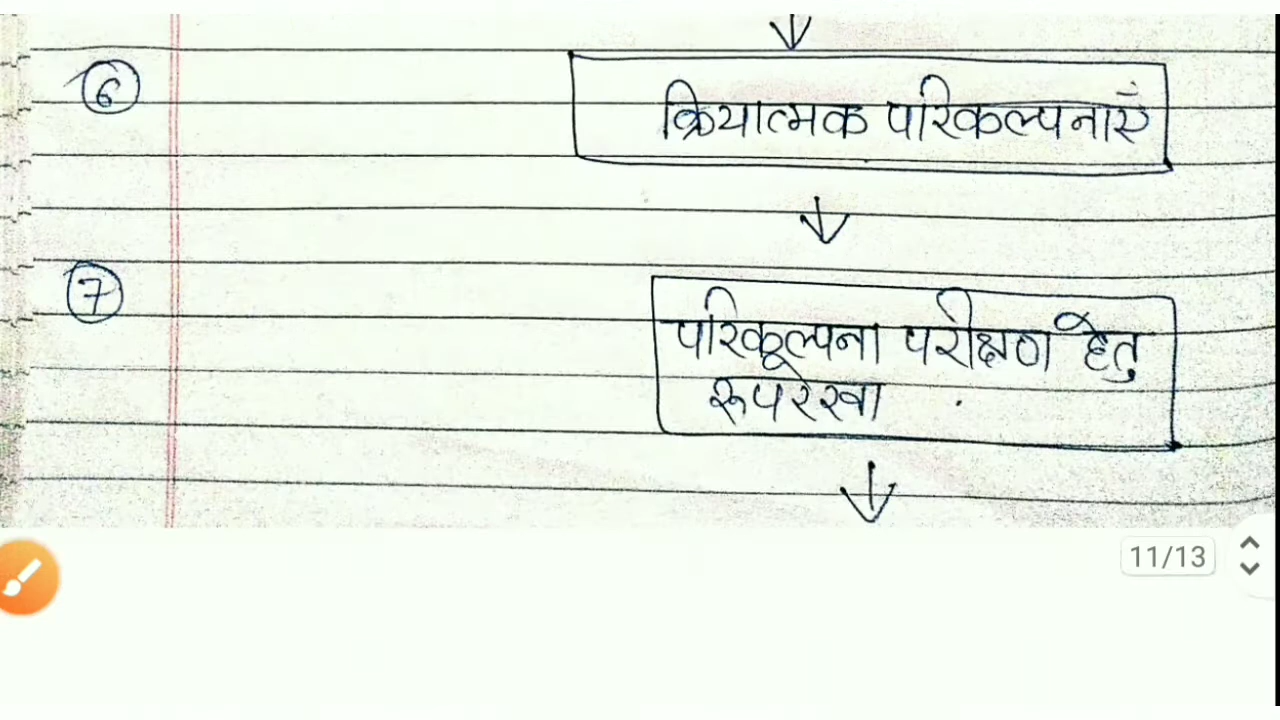 6
क्रियात्मक परिकल्पनाएँ
7
परिकल्पना परीक्षण हेतु
रूपरेखा
11/13